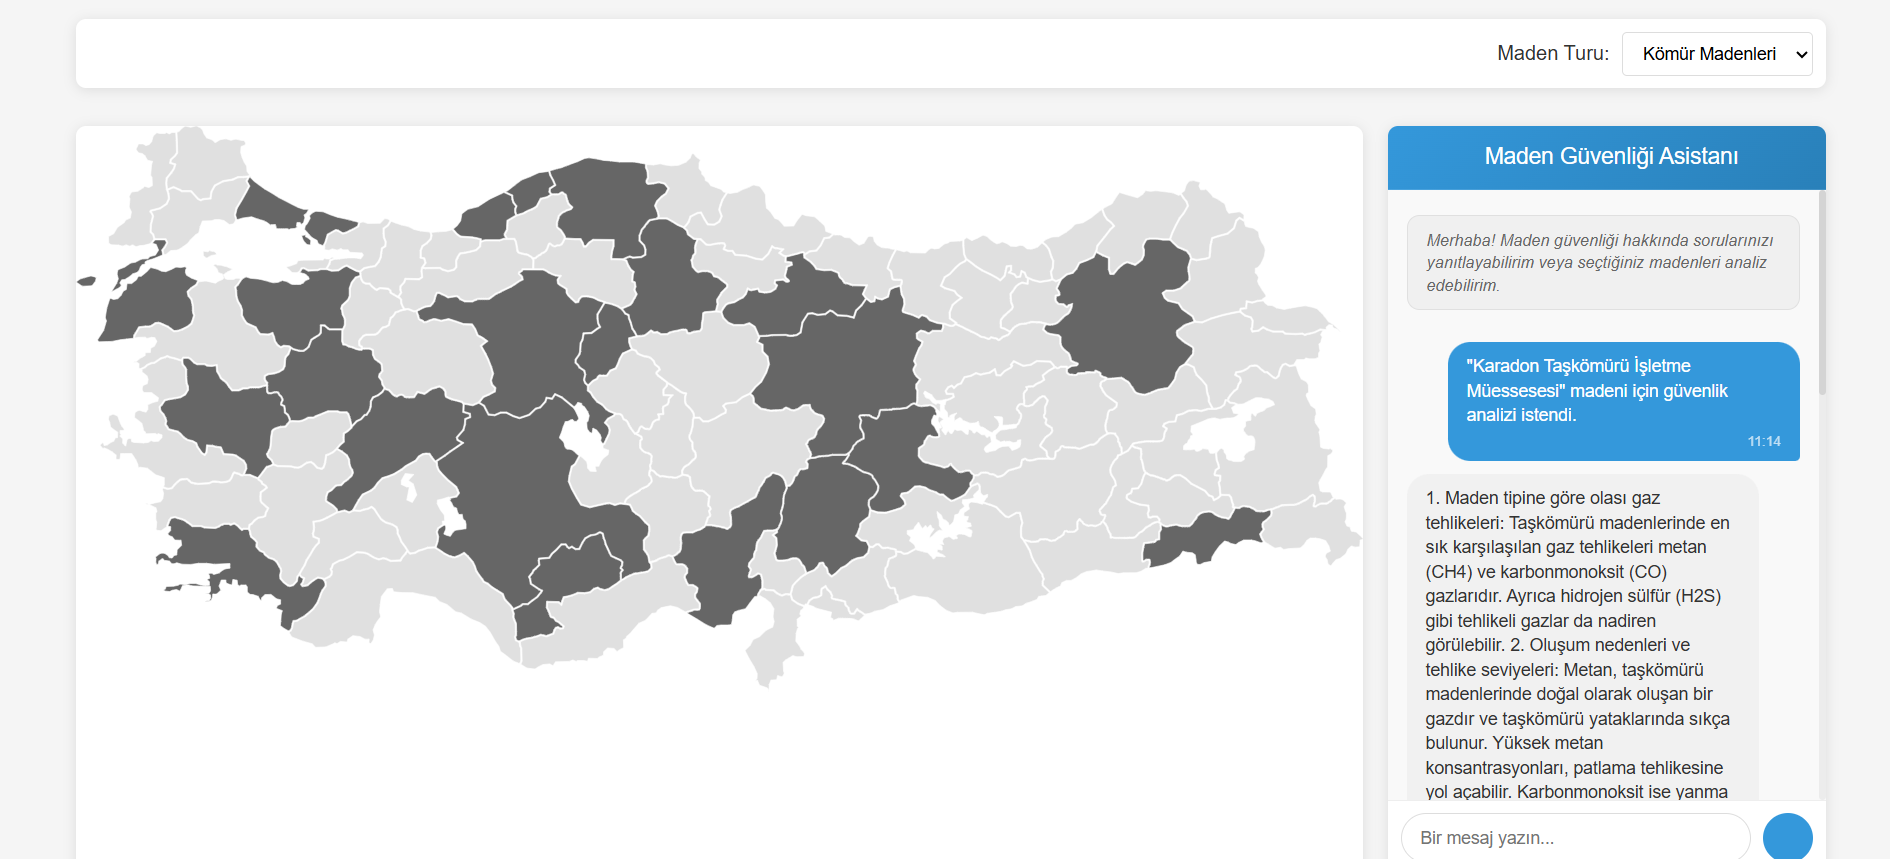 Maden Turu:
Kömür Madenleri
Maden Güvenliği Asistanı
Merhaba! Maden güvenliği hakkında sorularınızı
yanıtlayabilirim veya seçtiğiniz madenleri analiz
edebilirim.
"Karadon Taşkömürü İşletme
Müessesesi" madeni için güvenlik
analizi istendi.
11:14
1. Maden tipine göre olası gaz
tehlikeleri: Taşkömürü madenlerinde en
sık karşılaşılan gaz tehlikeleri metan
(CH4) ve karbonmonoksit (CO)
gazlarıdır. Ayrıca hidrojen sülfür (H2S)
gibi tehlikeli gazlar da nadiren
görülebilir. 2. Oluşum nedenleri ve
tehlike seviyeleri: Metan, taşkömürü
madenlerinde doğal olarak oluşan bir
gazdır ve taşkömürü yataklarında sıkça
bulunur. Yüksek metan
konsantrasyonları, patlama tehlikesine
yol açabilir. Karbonmonoksit ise yanma
Bir mesaj yazın...